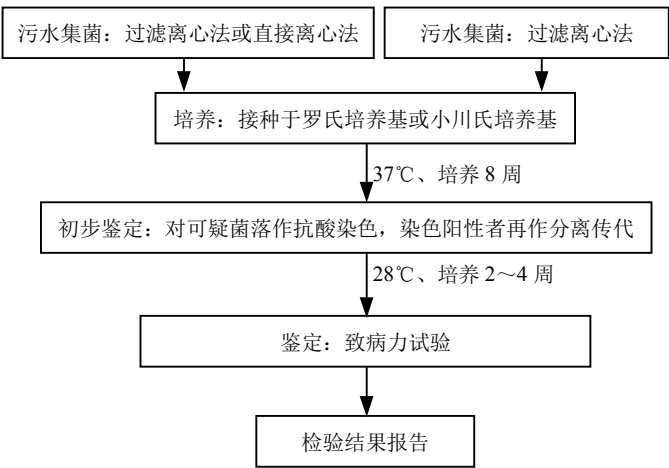 污水集菌：过滤离心法或直接离心法
污水集菌：过滤离心法
培养：接种于罗氏培养基或小川氏培养基
37℃、培养 8 周
初步鉴定：对可疑菌落作抗酸染色，染色阳性者再作分离传代
28℃、培养 2～4 周
鉴定：致病力试验
检验结果报告